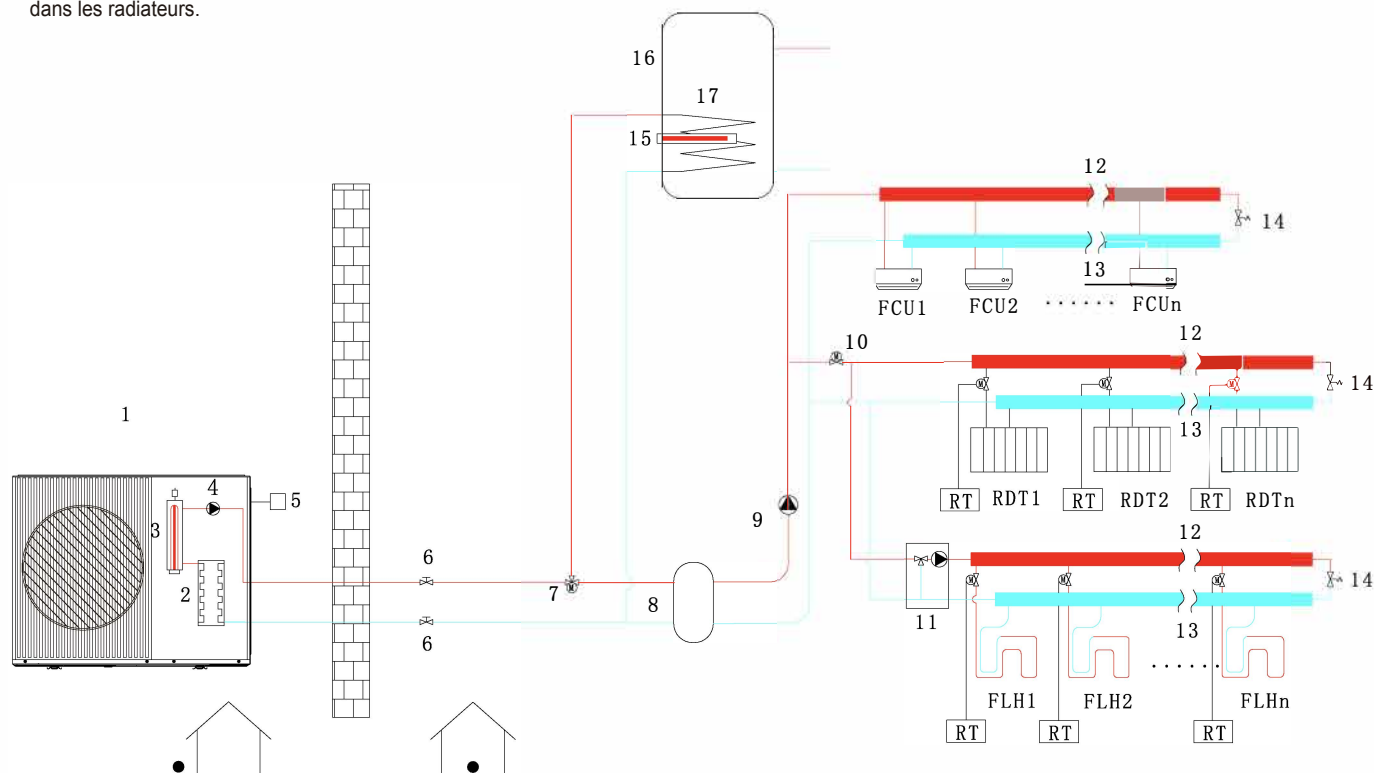 dans les radiateurs.
16
17
15
12
14
13
FCU1 FCU2 ...... FCUn
10
12
14
1
13
RT RDT1 RT RDT2 RT RDTn
4
5
3
9
12
6
2
7
8
14
11
13
6
FLH1 FLH2 ...... FLHn
RT RT RT
M
M
M
M
M
M
M
M